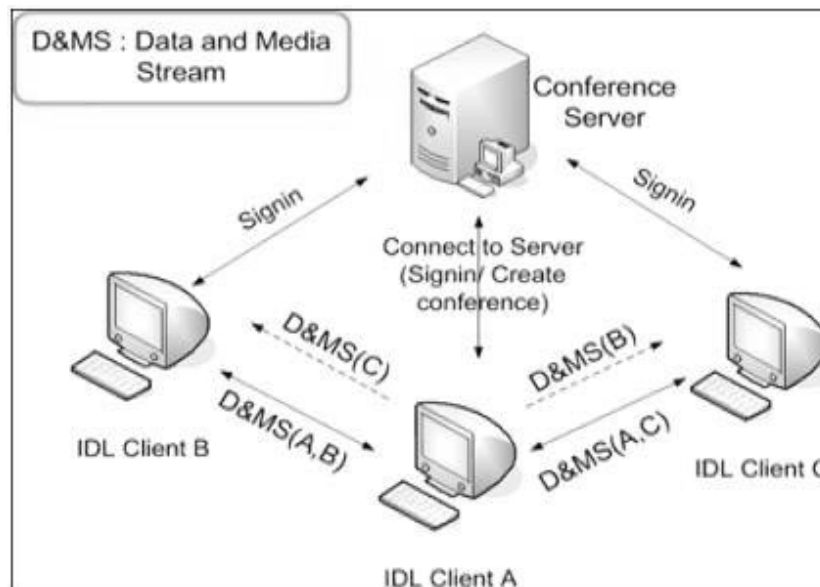 D&MS : Data and Media
Stream
Conference
Server
Signin
Signin
Connect to Server
(Signin/ Create
conference)
D&MS(C)
D&MS(B)
D&MS(A,B)
D&MS(A,C)
IDL Client B
IDL Client C
IDL Client A